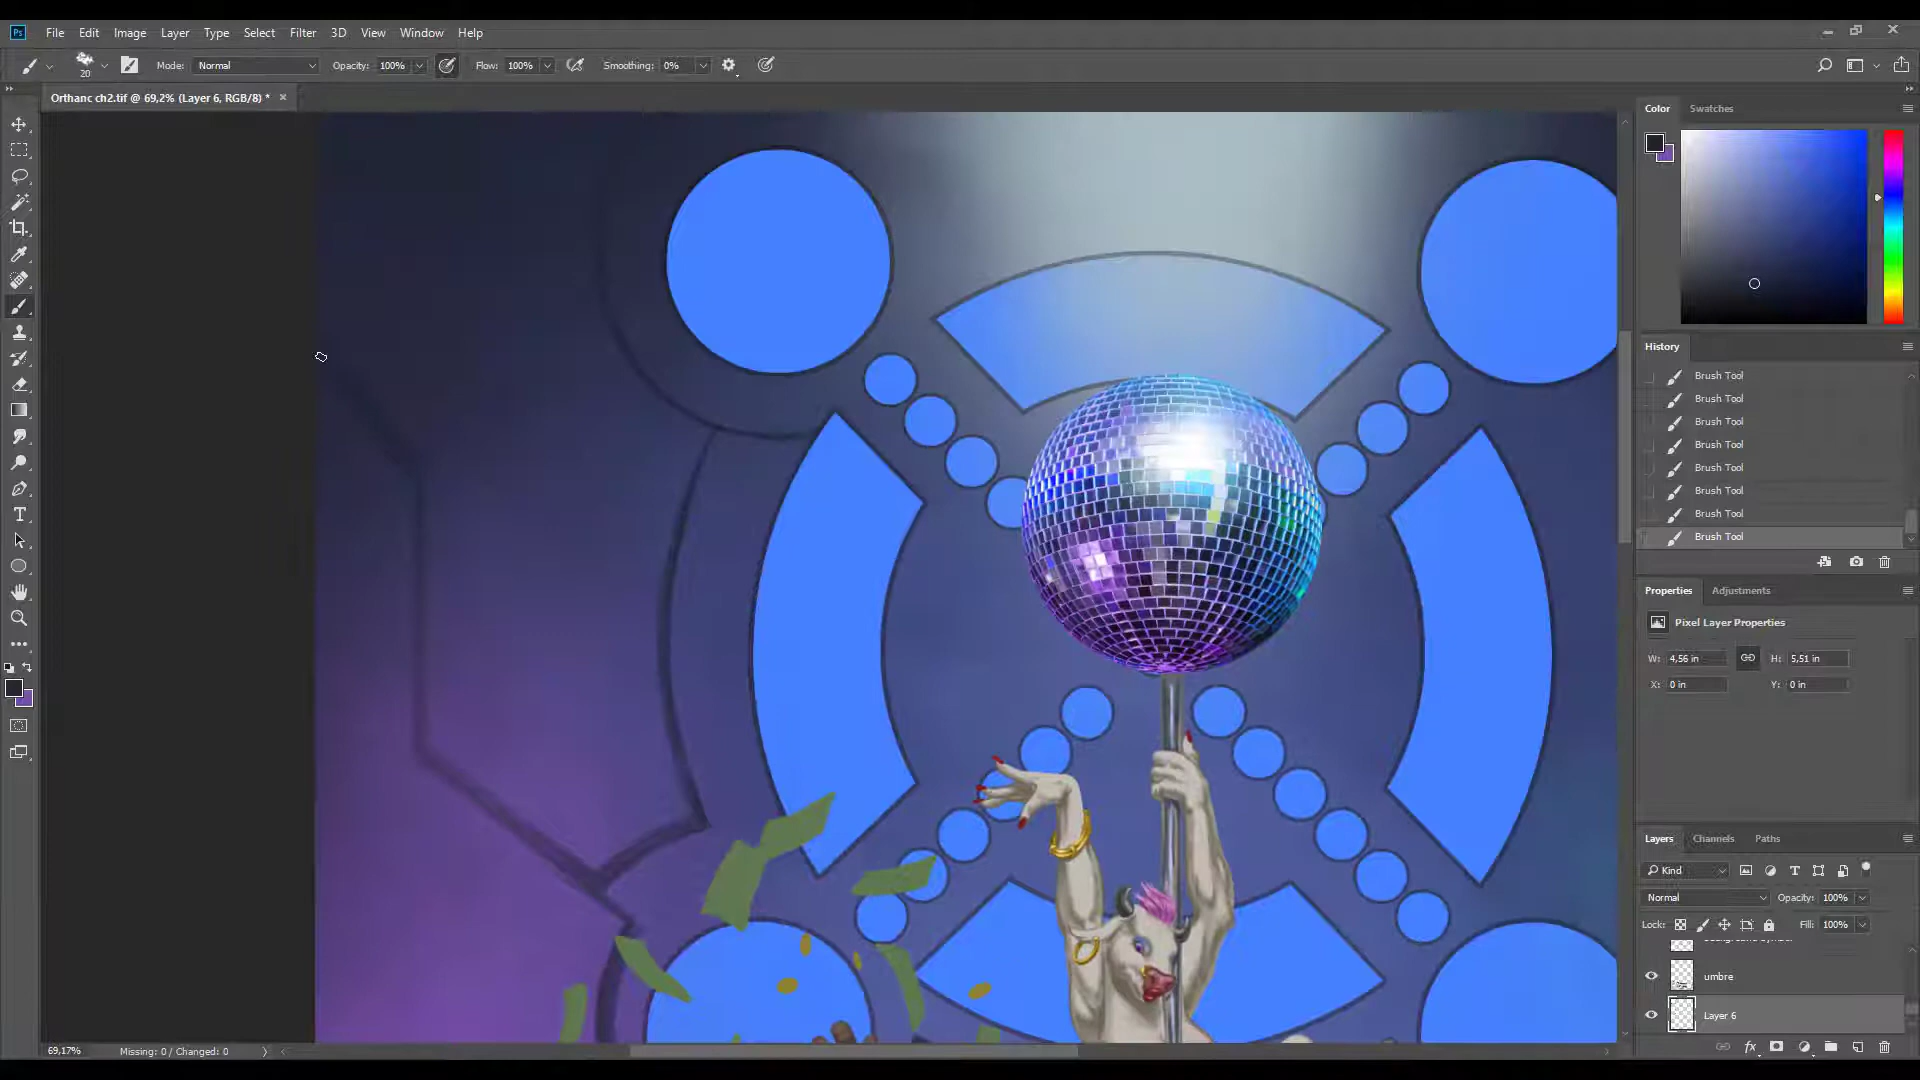 Ps File Edit Image Layer Type Select Filter 3D View Window Help
20 Mode: Normal Opacity: 100% Flow: 100% Smoothing: 0%
Orthanc ch2.tif @ 69,2% (Layer 6, RGB/8) *
Color Swatches
History
Brush Tool
Brush Tool
Brush Tool
Brush Tool
Brush Tool
Brush Tool
Brush Tool
Brush Tool
Properties Adjustments
Pixel Layer Properties
W: 4,56 in H: 5,51 in
X: 0 in Y: 0 in
Layers Channels Paths
Kind
Normal Opacity: 100%
Lock: Fill: 100%
umbre
Layer 6
69,17% Missing: 0 / Changed: 0